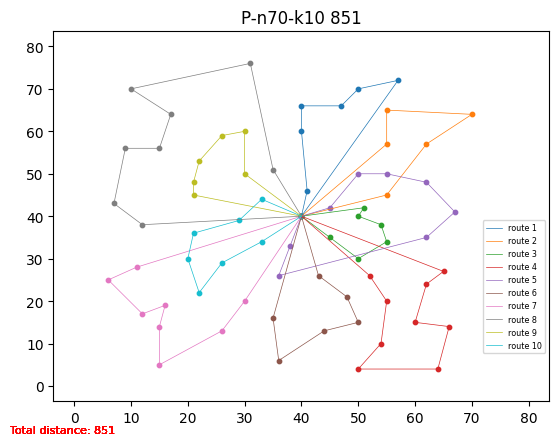 P-n70-k10 851
80
70
60
50
40
30
20
10
0
route 1
route 2
route 3
route 4
route 5
route 6
route 7
route 8
route 9
route 10
0 10 20 30 40 50 60 70 80
Total distance: 851